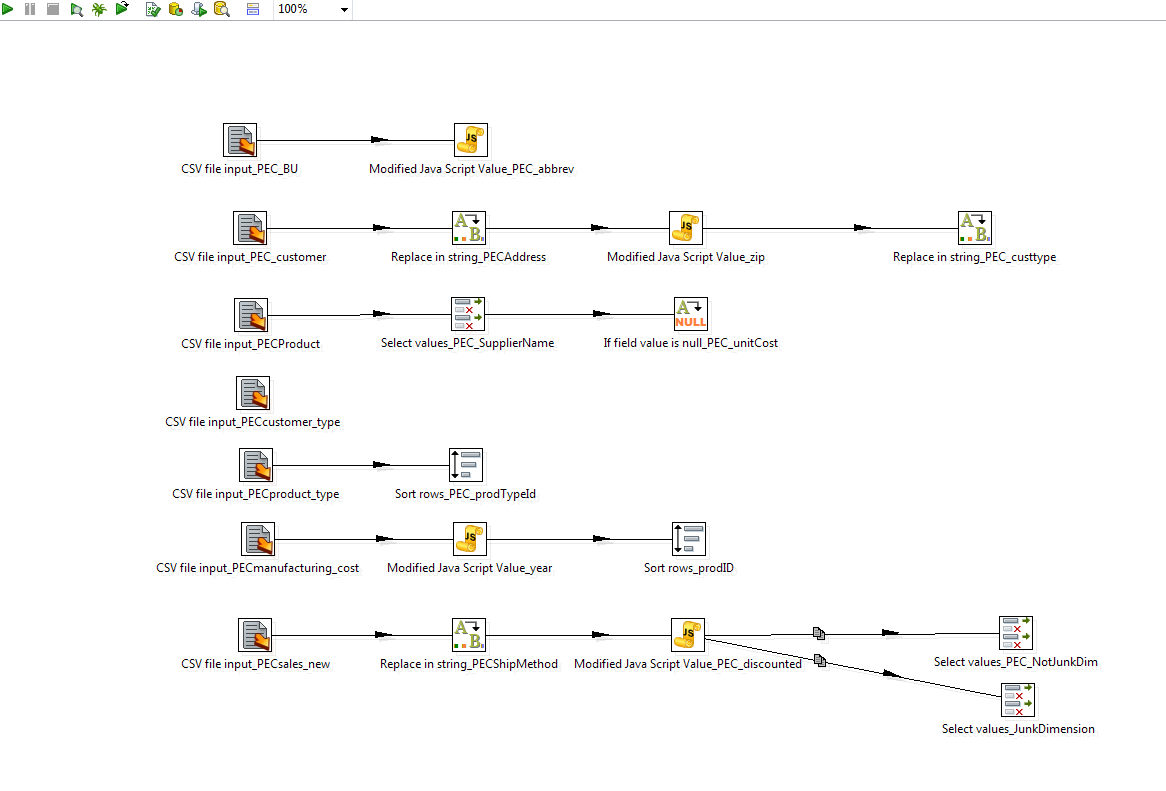 100%
CSV file input_PEC_BU
Modified Java Script Value_PEC_abbrev
CSV file input_PEC_customer
Replace in string_PECAddress
Modified Java Script Value_zip
Replace in string_PEC_custtype
CSV file input_PECProduct
Select values_PEC_SupplierName
If field value is null_PEC_unitCost
CSV file input_PECcustomer_type
CSV file input_PECproduct_type
Sort rows_PEC_prodTypeId
CSV file input_PECmanufacturing_cost
Modified Java Script Value_year
Sort rows_prodID
CSV file input_PECsales_new
Replace in string_PECShipMethod
Modified Java Script Value_PEC_discounted
Select values_PEC_NotJunkDim
Select values_JunkDimension